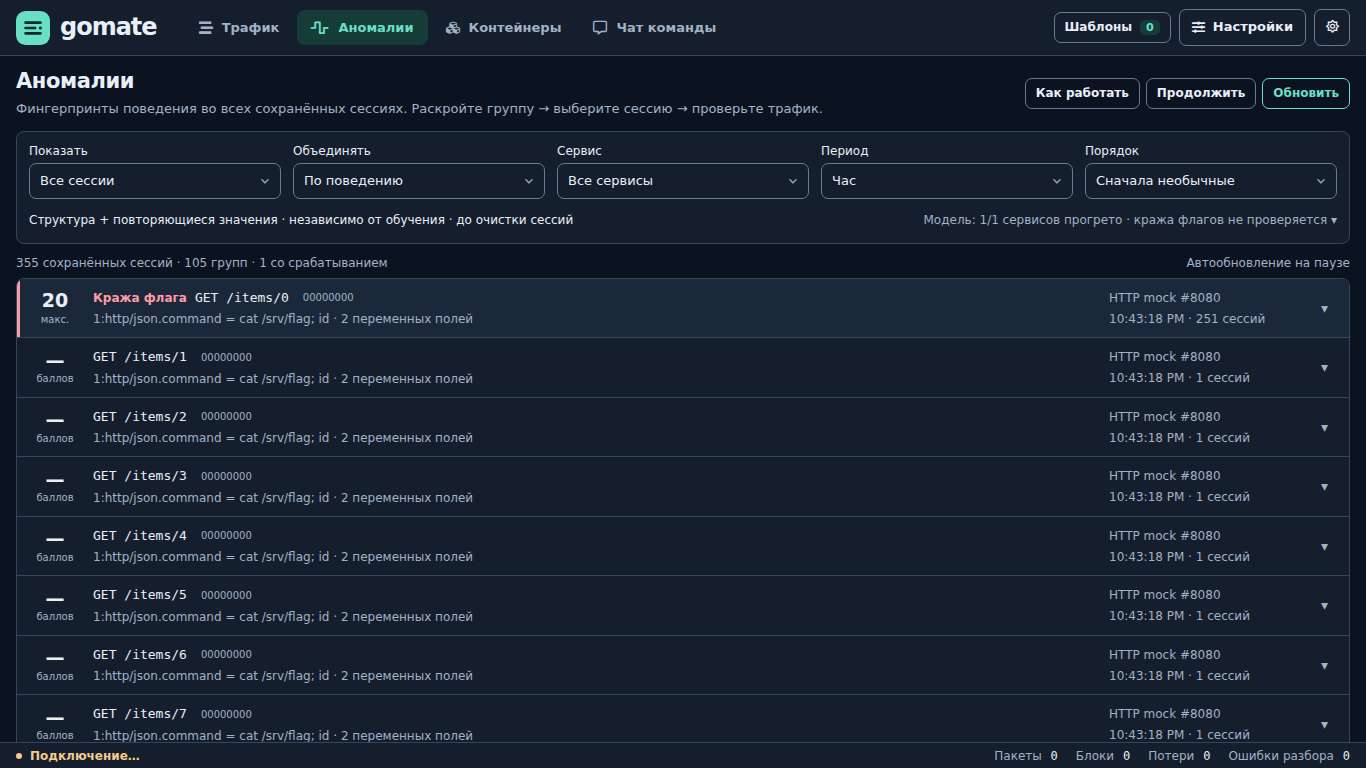 gomate Трафик Аномалии Контейнеры Чат команды Шаблоны 0 Настройки
Аномалии
Фингерпринты поведения во всех сохранённых сессиях. Раскройте группу → выберите сессию → проверьте трафик.
Как работать Продолжить Обновить
Показать Объединять Сервис Период Порядок
Все сессии По поведению Все сервисы Час Сначала необычные
Структура + повторяющиеся значения · независимо от обучения · до очистки сессий Модель: 1/1 сервисов прогрето · кража флагов не проверяется ▾
355 сохранённых сессий · 105 групп · 1 со срабатыванием Автообновление на паузе
20 Кража флага GET /items/0 00000000 HTTP mock #8080
макс. 1:http/json.command = cat /srv/flag; id · 2 переменных полей 10:43:18 PM · 251 сессий ▼
— GET /items/1 00000000 HTTP mock #8080
баллов 1:http/json.command = cat /srv/flag; id · 2 переменных полей 10:43:18 PM · 1 сессий ▼
— GET /items/2 00000000 HTTP mock #8080
баллов 1:http/json.command = cat /srv/flag; id · 2 переменных полей 10:43:18 PM · 1 сессий ▼
— GET /items/3 00000000 HTTP mock #8080
баллов 1:http/json.command = cat /srv/flag; id · 2 переменных полей 10:43:18 PM · 1 сессий ▼
— GET /items/4 00000000 HTTP mock #8080
баллов 1:http/json.command = cat /srv/flag; id · 2 переменных полей 10:43:18 PM · 1 сессий ▼
— GET /items/5 00000000 HTTP mock #8080
баллов 1:http/json.command = cat /srv/flag; id · 2 переменных полей 10:43:18 PM · 1 сессий ▼
— GET /items/6 00000000 HTTP mock #8080
баллов 1:http/json.command = cat /srv/flag; id · 2 переменных полей 10:43:18 PM · 1 сессий ▼
— GET /items/7 00000000 HTTP mock #8080
баллов 1:http/json.command = cat /srv/flag; id · 2 переменных полей 10:43:18 PM · 1 сессий ▼
Подключение… Пакеты 0 Блоки 0 Потери 0 Ошибки разбора 0